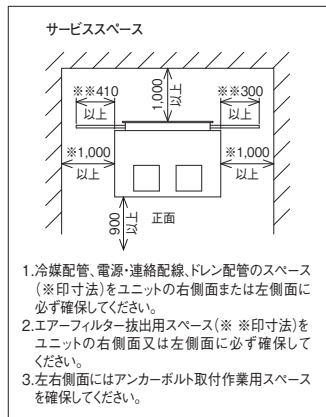 サービススペース
※※410
以上
1,000
以上
※※300
以上
※1,000
以上
※1,000
以上
900
以上
正面
1.冷媒配管、電源・連絡配線、ドレン配管のスペース
(※印寸法)をユニットの右側面または左側面に
必ず確保してください。
2.エアーフィルター抜出用スペース(※ ※印寸法)を
ユニットの右側面又は左側面に必ず確保して
ください。
3.左右側面にはアンカーボルト取付作業用スペース
を確保してください。